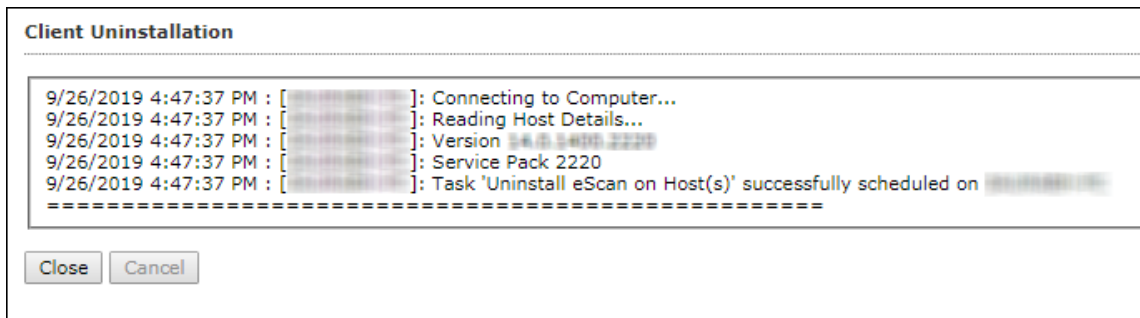 Client Uninstallation
9/26/2019 4:47:37 PM : [ ]: Connecting to Computer...
9/26/2019 4:47:37 PM : [ ]: Reading Host Details...
9/26/2019 4:47:37 PM : [ ]: Version
9/26/2019 4:47:37 PM : [ ]: Service Pack 2220
9/26/2019 4:47:37 PM : [ ]: Task 'Uninstall eScan on Host(s)' successfully scheduled on
=====================================================
Close Cancel